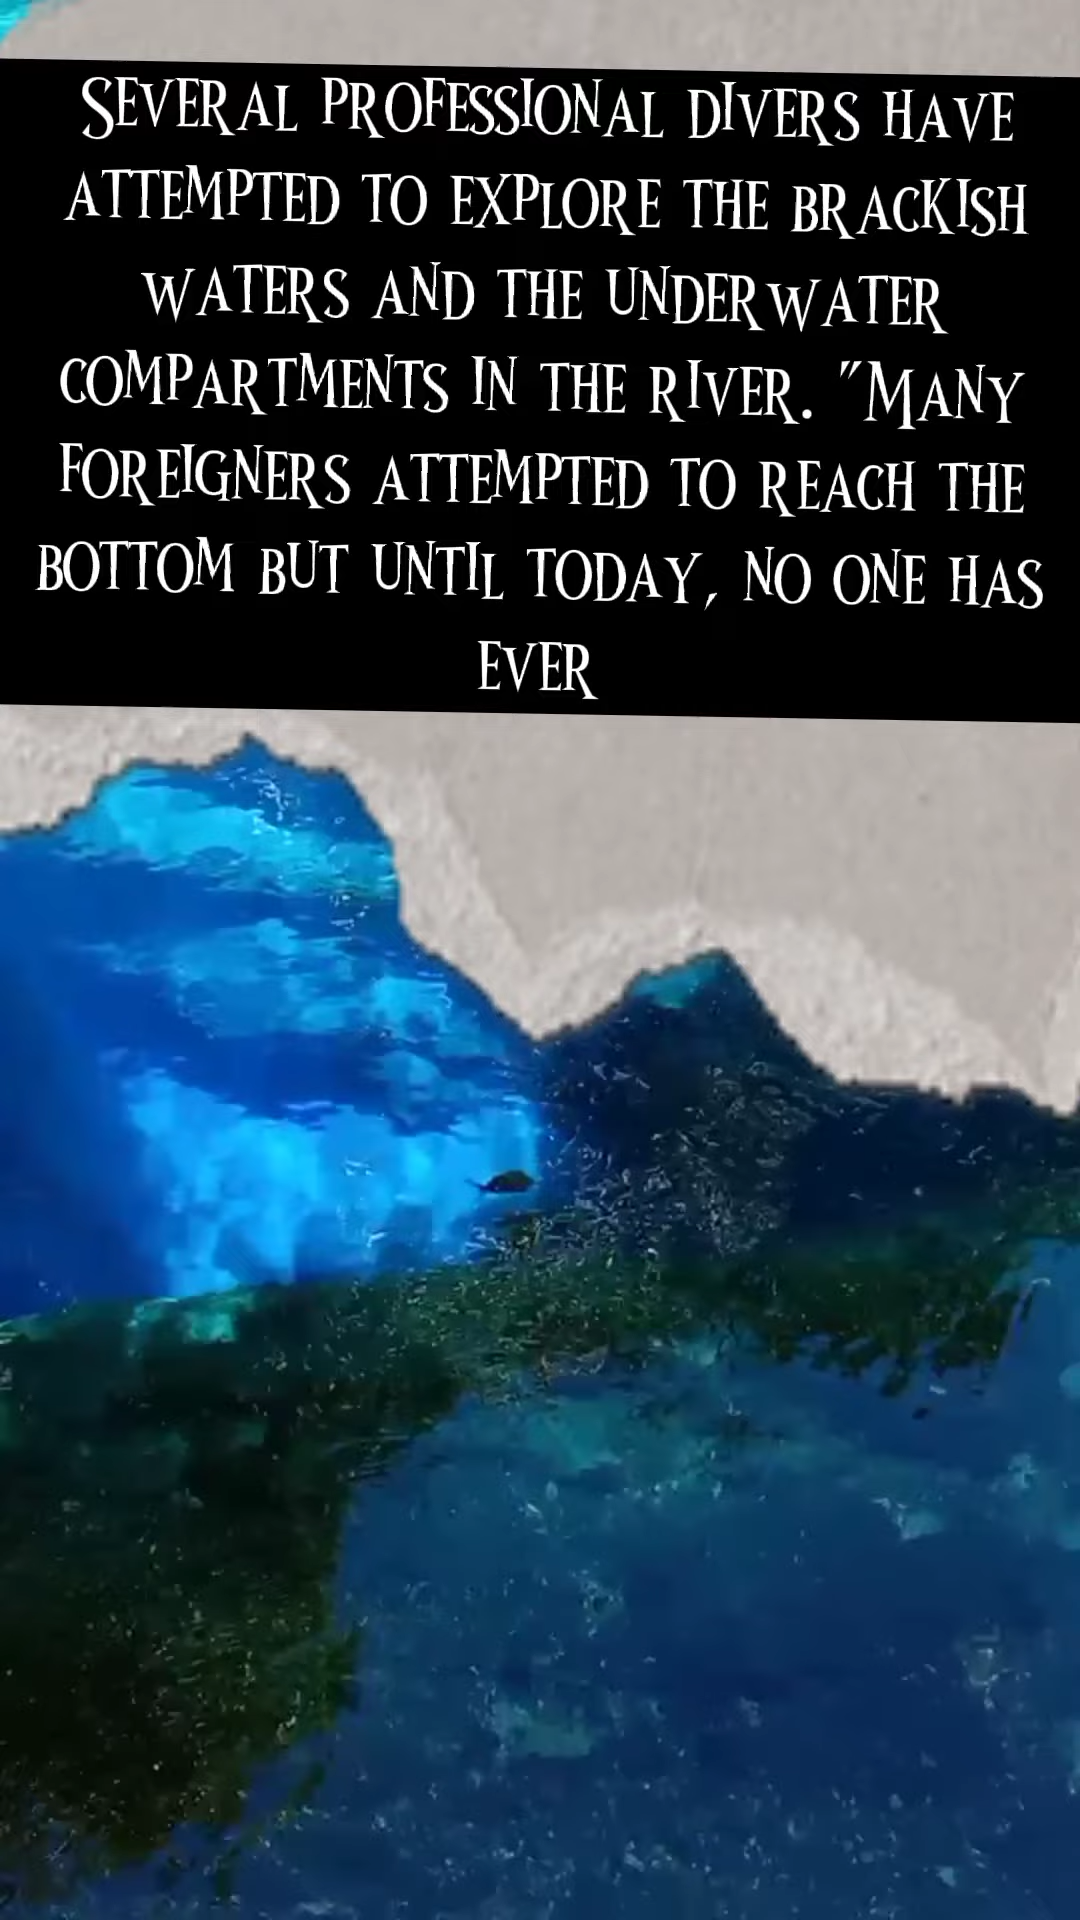 Several professional divers have
attempted to explore the brackish
waters and the underwater
compartments in the river. "Many
foreigners attempted to reach the
bottom but until today, no one has
ever